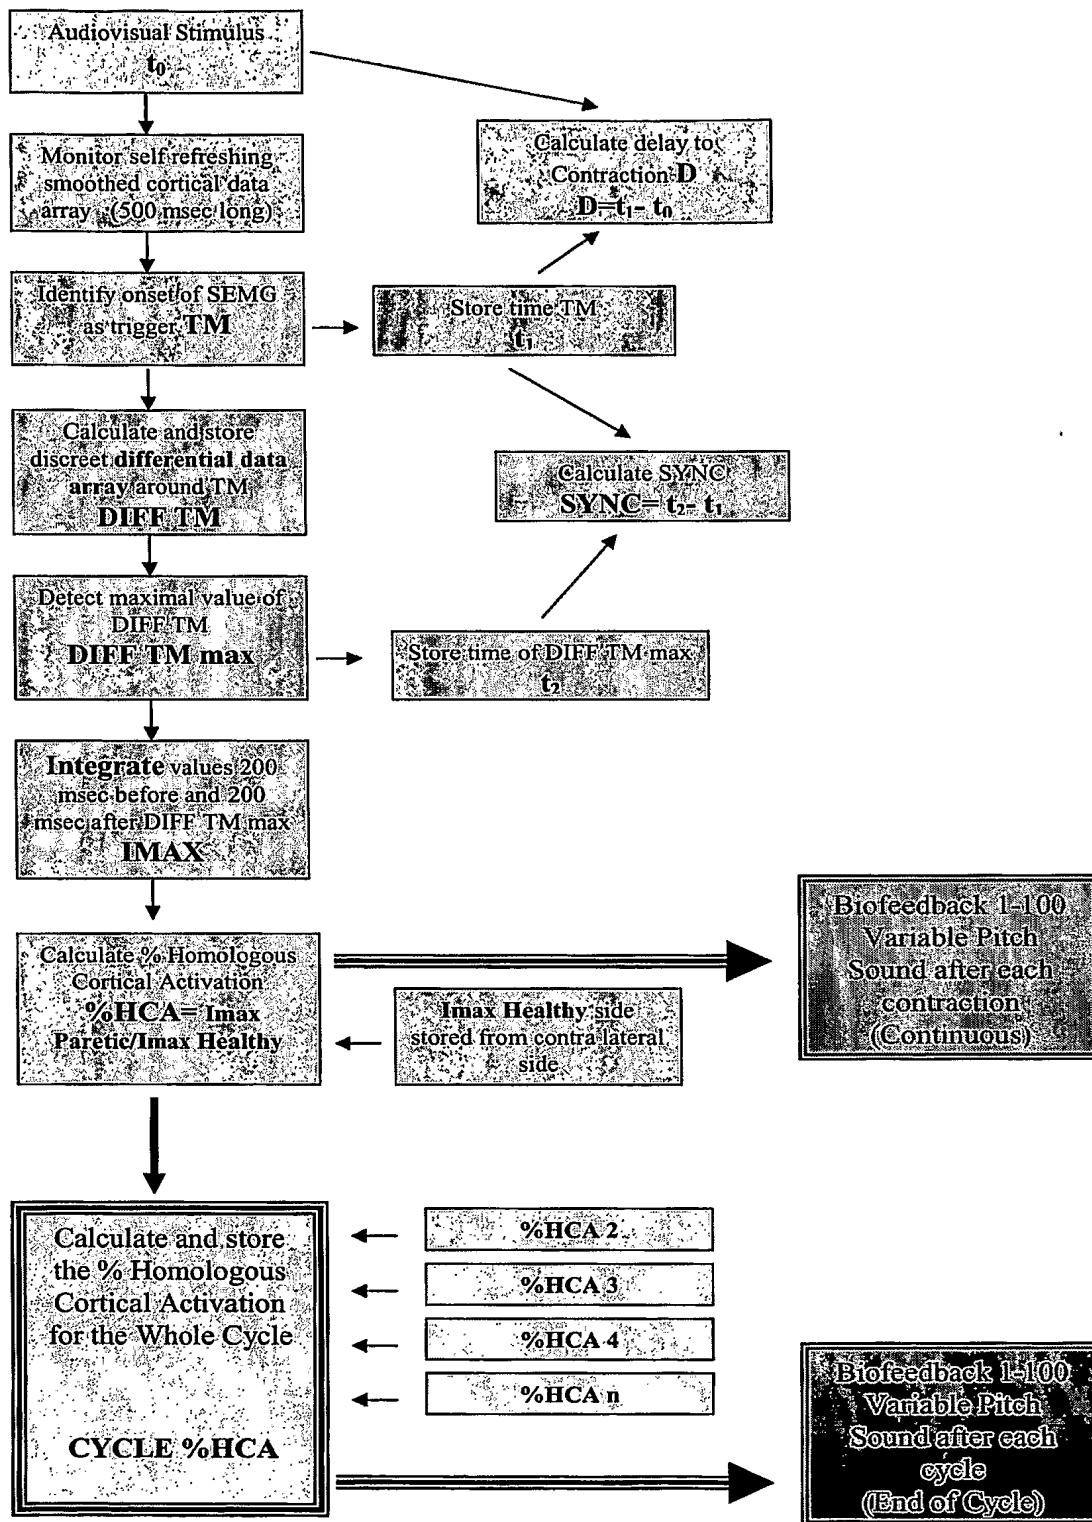 Audiovisual Stimulus
t₀
Calculate delay to
Contraction D
D=t₁- t₀
Monitor self refreshing
smoothed cortical data
array (500 msec long)
Identify onset of SEMG
as trigger TM
Store time TM
t₁
Calculate and store
discreet differential data
array around TM
DIFF TM
Calculate SYNC
SYNC= t₂- t₁
Detect maximal value of
DIFF TM
DIFF TM max
Store time of DIFF TM max
t₂
Integrate values 200
msec before and 200
msec after DIFF TM max
IMAX
Calculate % Homologous
Cortical Activation
%HCA= Imax
Paretic/Imax Healthy
Imax Healthy side
stored from contra lateral
side
Biofeedback 1-100
Variable Pitch
Sound after each
contraction
(Continuous)
Calculate and store
the % Homologous
Cortical Activation
for the Whole Cycle
CYCLE %HCA
%HCA 2
%HCA 3
%HCA 4
%HCA n
Biofeedback 1-100
Variable Pitch
Sound after each
cycle
(End of Cycle)